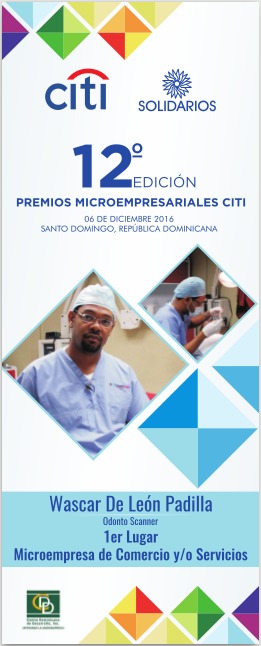 citi
SOLIDARIOS
12º
EDICIÓN
PREMIOS MICROEMPRESARIALES CITI
06 DE DICIEMBRE 2016
SANTO DOMINGO, REPÚBLICA DOMINICANA
Wascar De León Padilla
Odonto Scanner
1er Lugar
Microempresa de Comercio y/o Servicios